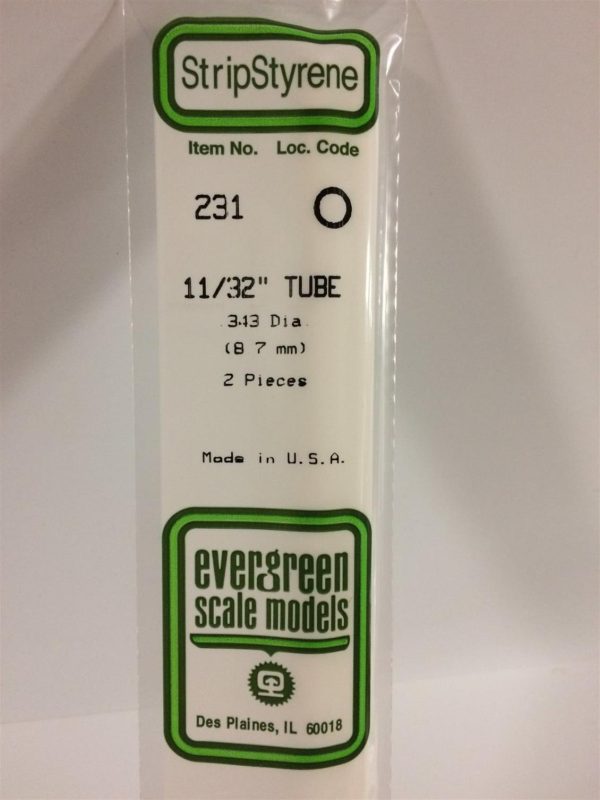 StripStyrene
Item No. Loc. Code
231 O
11/32" TUBE
.343 Dia.
(8.7 mm)
2 Pieces
Made in U.S.A.
evergreen
scale models
Des Plaines, IL 60018